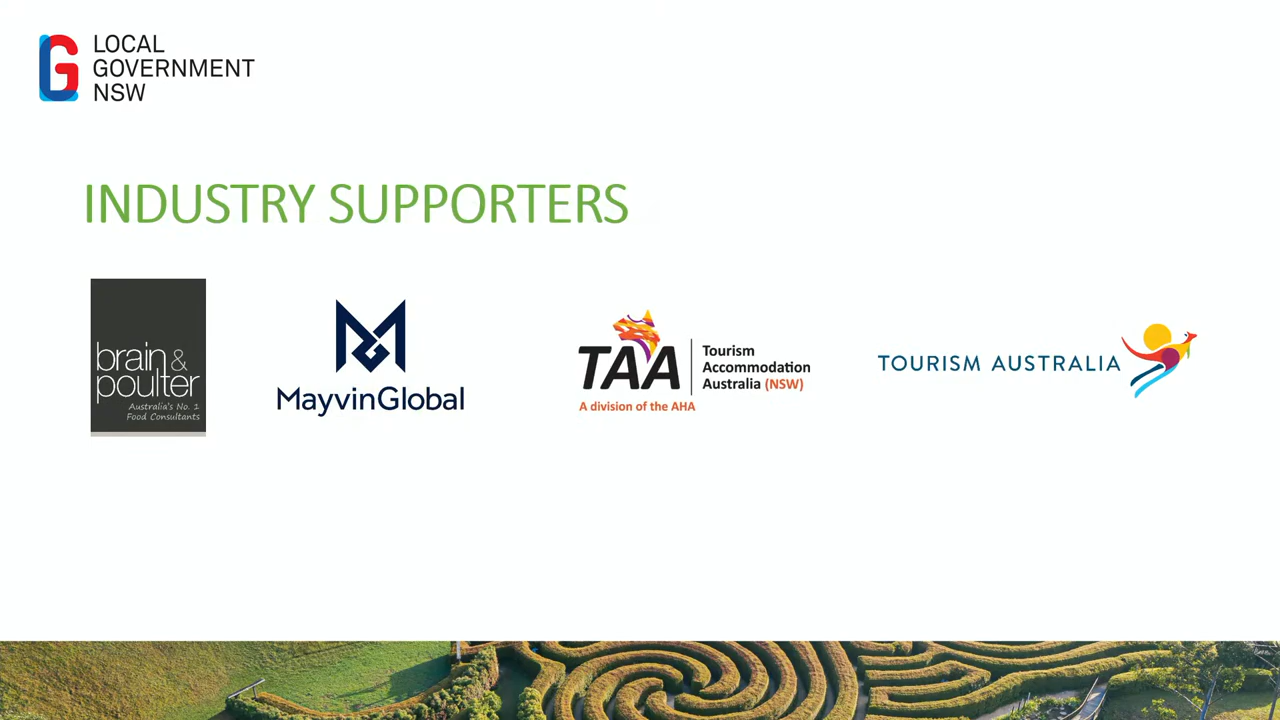 LOCAL
GOVERNMENT
NSW
INDUSTRY SUPPORTERS
brain &
poulter
Australia's No. 1
Food Consultants
MayvinGlobal
TAA
Tourism
Accommodation
Australia (NSW)
A division of the AHA
TOURISM AUSTRALIA